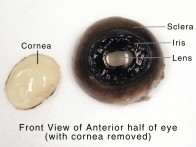 Sclera
Iris
Cornea
Lens
Front View of Anterior half of eye
(with cornea removed)